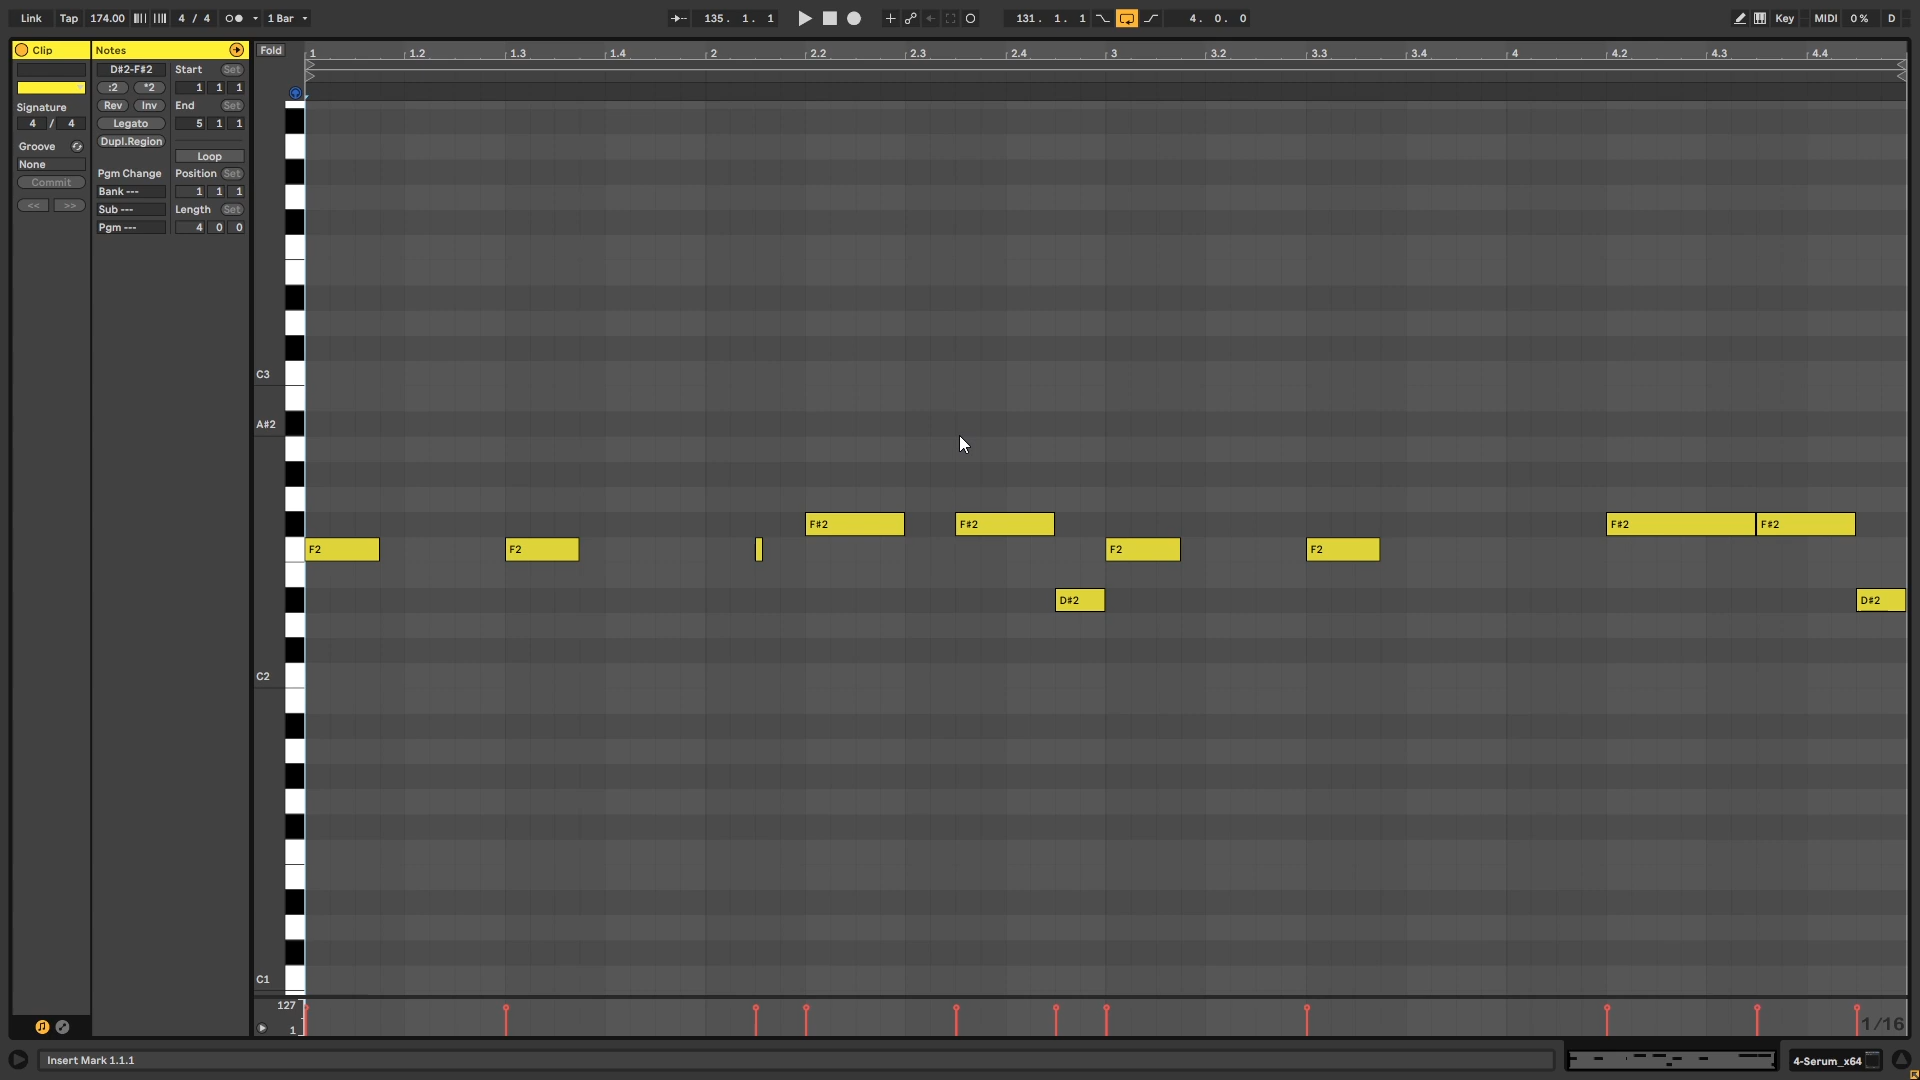 Link Tap 174.00 4 / 4 1 Bar 135. 1. 1 131. 1. 1 4. 0. 0 Key MIDI 0 % D
Clip Notes Fold 1 1.2 1.3 1.4 2 2.2 2.3 2.4 3 3.2 3.3 3.4 4 4.2 4.3 4.4
D#2-F#2 Start Set
:2 *2 1 1 1
Signature Rev Inv End Set
4 / 4 Legato 5 1 1
Groove Dupl.Region
None Loop
Pgm Change Position Set
Commit
Bank --- 1 1 1
<< >> Sub --- Length Set
Pgm --- 4 0 0
C3
A#2
F#2 F#2 F#2 F#2
F2 F2 F2 F2
D#2 D#2
C2
C1
127
1
1/16
Insert Mark 1.1.1 4-Serum_x64